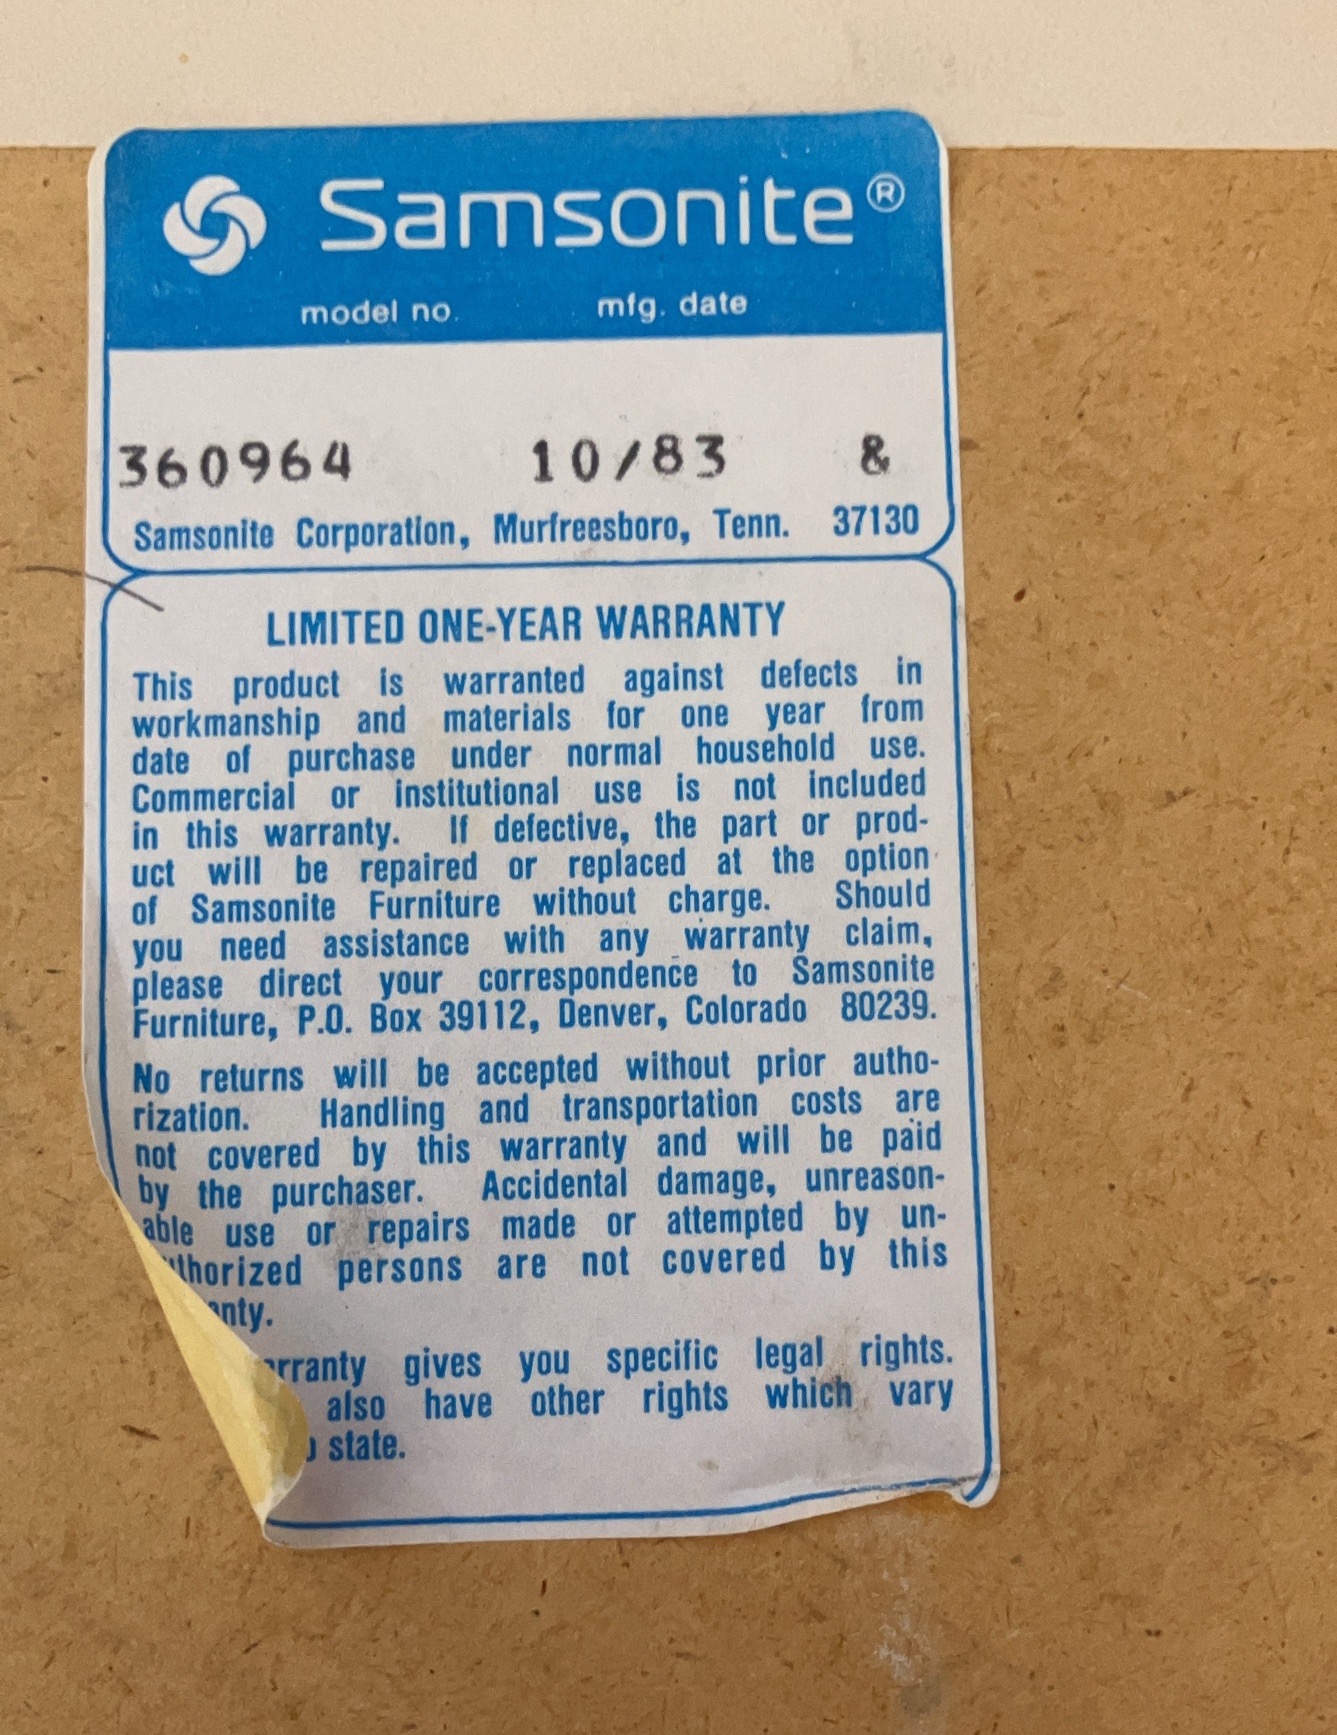 Samsonite®
model no. mfg. date
360964 10/83 &
Samsonite Corporation, Murfreesboro, Tenn. 37130
LIMITED ONE-YEAR WARRANTY
This product is warranted against defects in
workmanship and materials for one year from
date of purchase under normal household use.
Commercial or institutional use is not included
in this warranty. If defective, the part or prod-
uct will be repaired or replaced at the option
of Samsonite Furniture without charge. Should
you need assistance with any warranty claim,
please direct your correspondence to Samsonite
Furniture, P.O. Box 39112, Denver, Colorado 80239.
No returns will be accepted without prior autho-
rization. Handling and transportation costs are
not covered by this warranty and will be paid
by the purchaser. Accidental damage, unreason-
able use or repairs made or attempted by un-
thorized persons are not covered by this
anty.
arranty gives you specific legal rights.
also have other rights which vary
state.